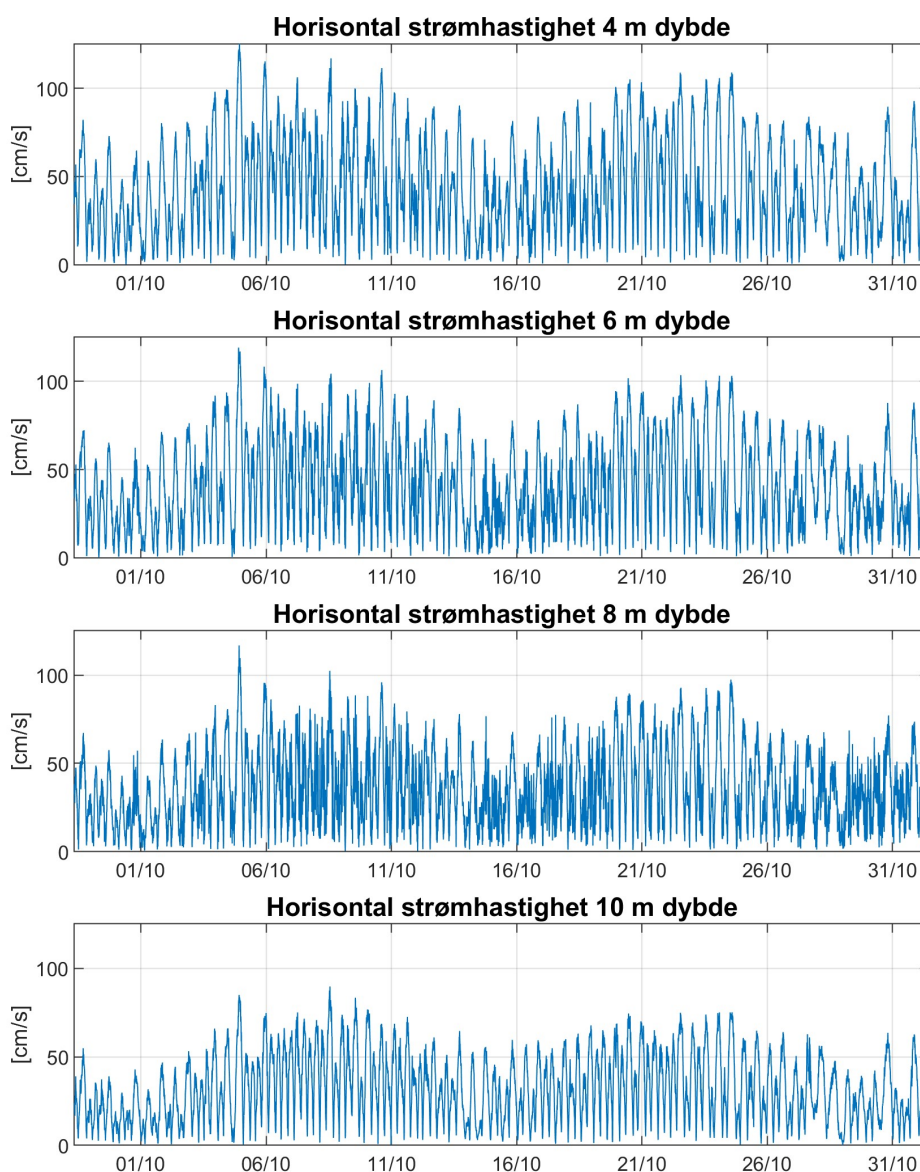 Horisontal strømhastighet 4 m dybde
[cm/s]
100
50
0
01/10 06/10 11/10 16/10 21/10 26/10 31/10
Horisontal strømhastighet 6 m dybde
[cm/s]
100
50
0
01/10 06/10 11/10 16/10 21/10 26/10 31/10
Horisontal strømhastighet 8 m dybde
[cm/s]
100
50
0
01/10 06/10 11/10 16/10 21/10 26/10 31/10
Horisontal strømhastighet 10 m dybde
[cm/s]
100
50
0
01/10 06/10 11/10 16/10 21/10 26/10 31/10